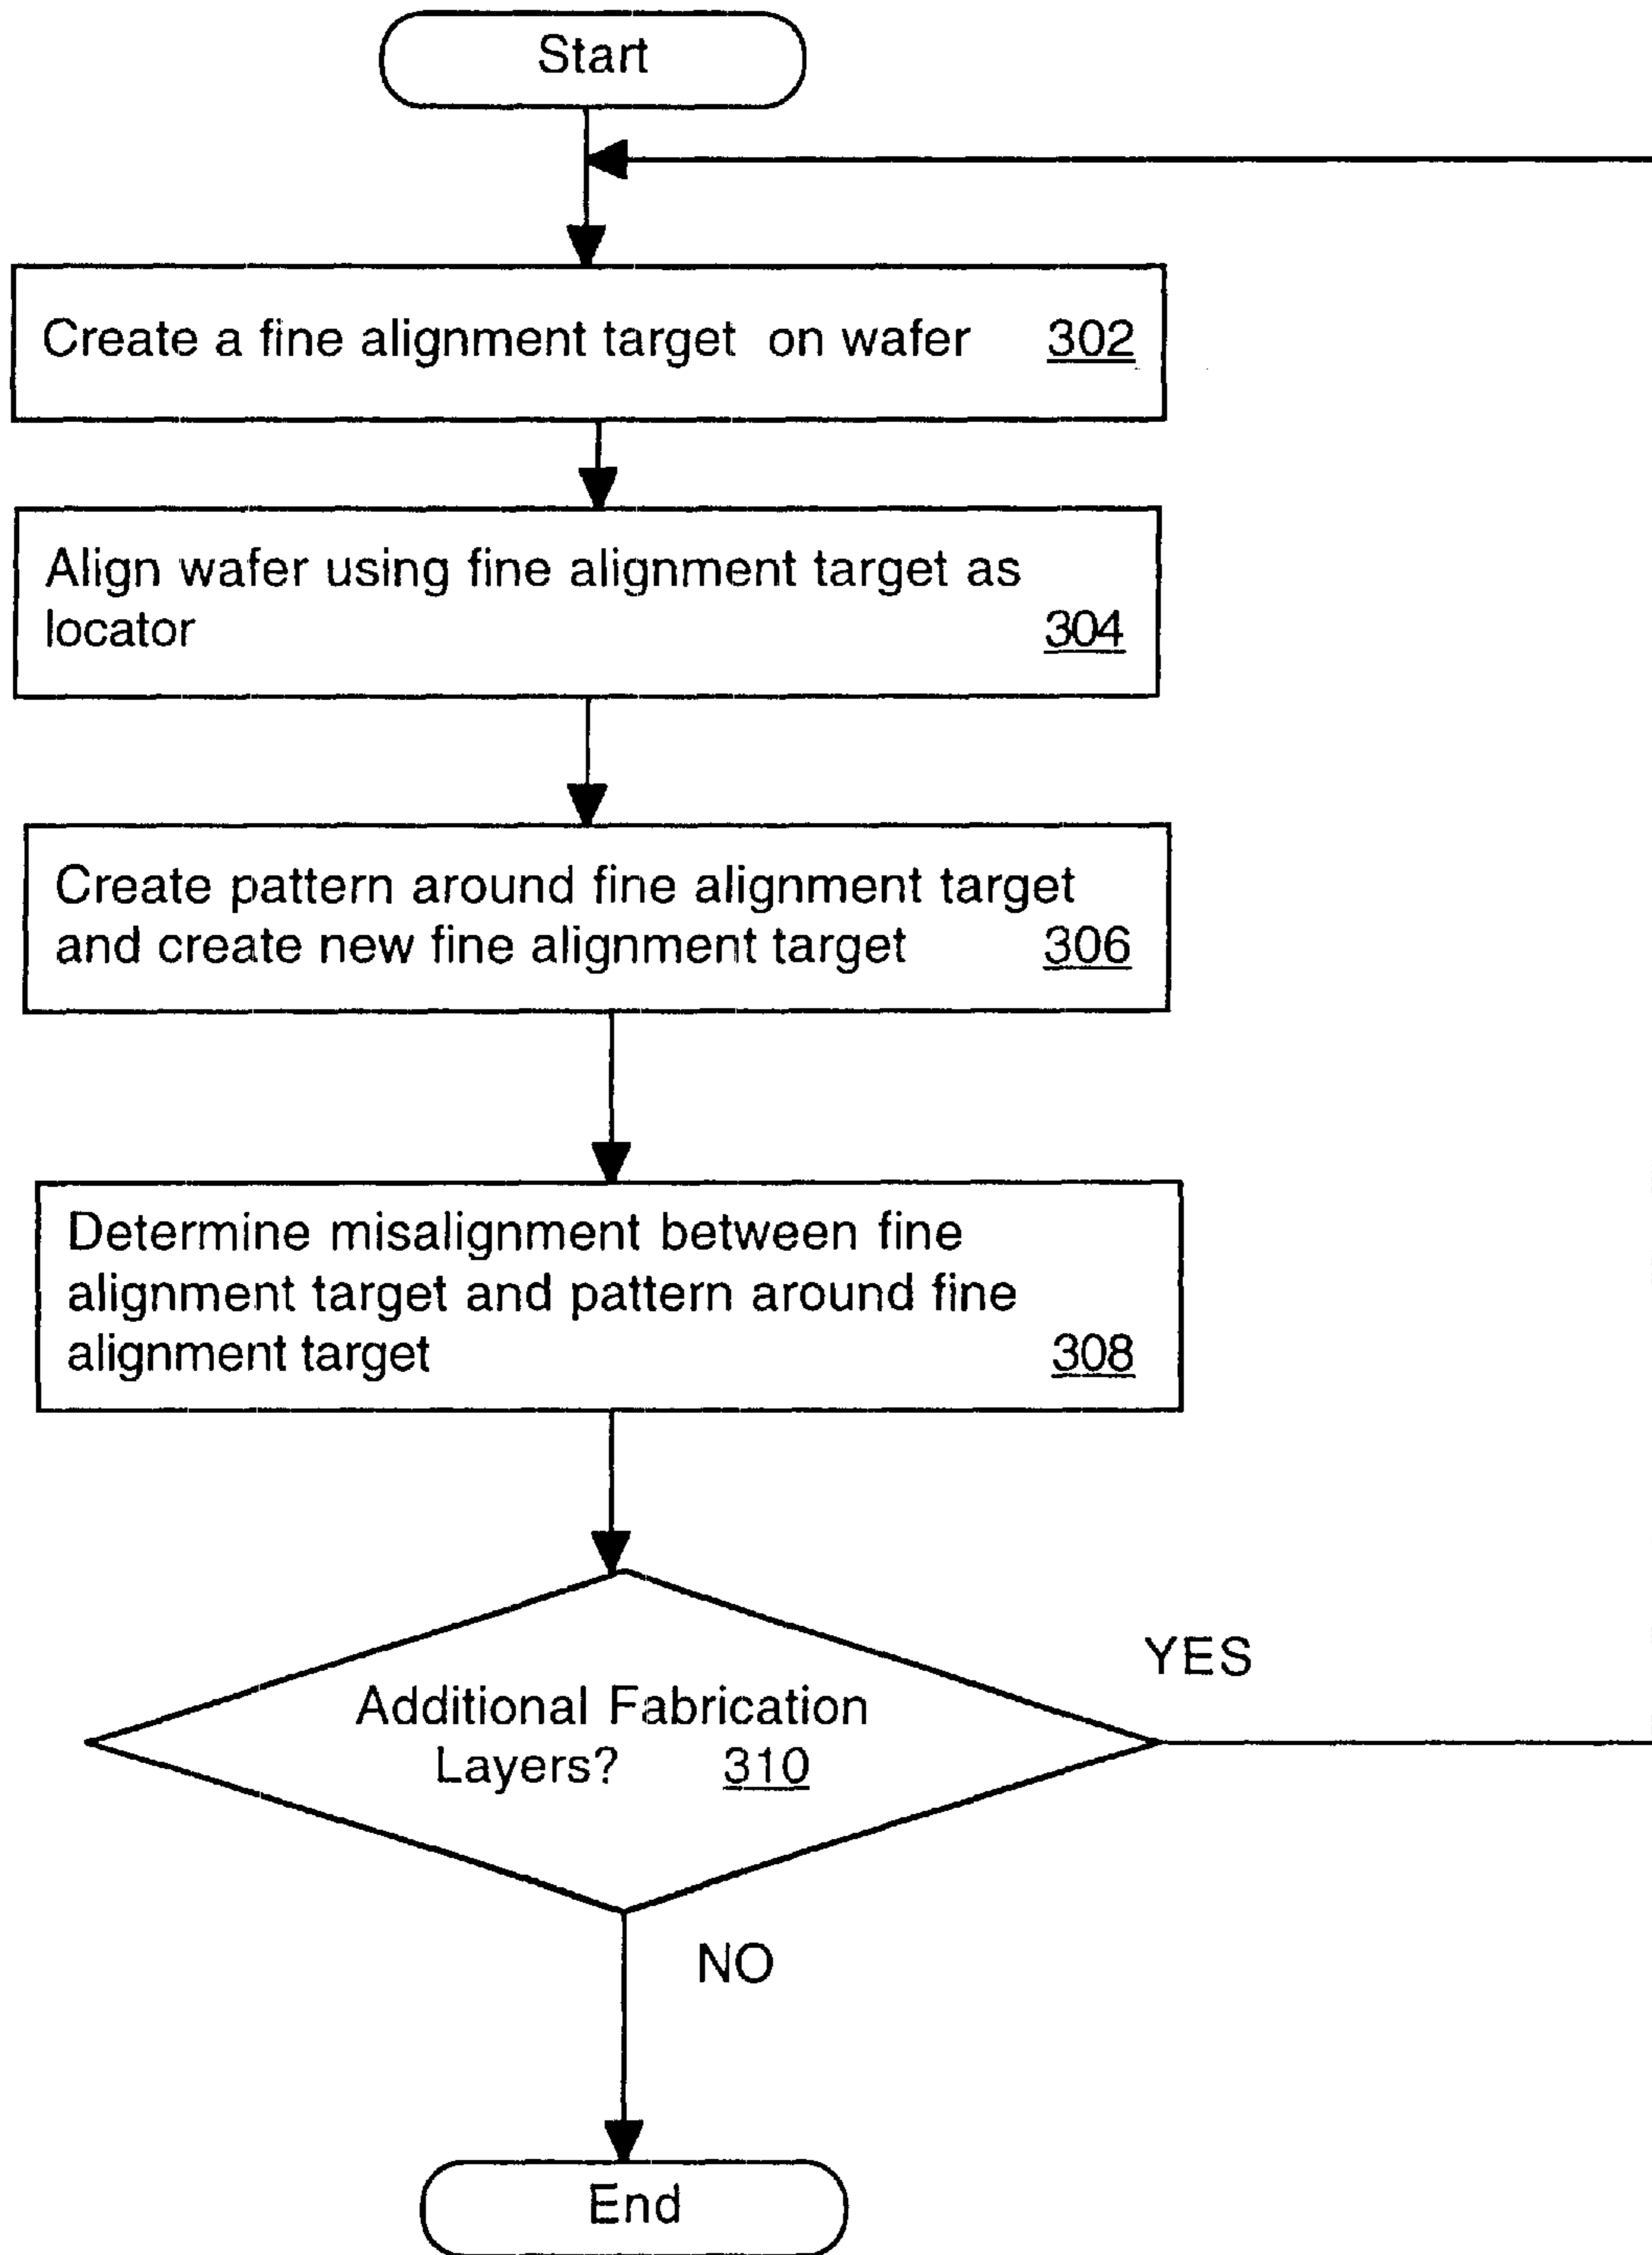 Start
Create a fine alignment target on wafer 302
Align wafer using fine alignment target as
locator 304
Create pattern around fine alignment target
and create new fine alignment target 306
Determine misalignment between fine
alignment target and pattern around fine
alignment target 308
YES
Additional Fabrication
Layers? 310
NO
End